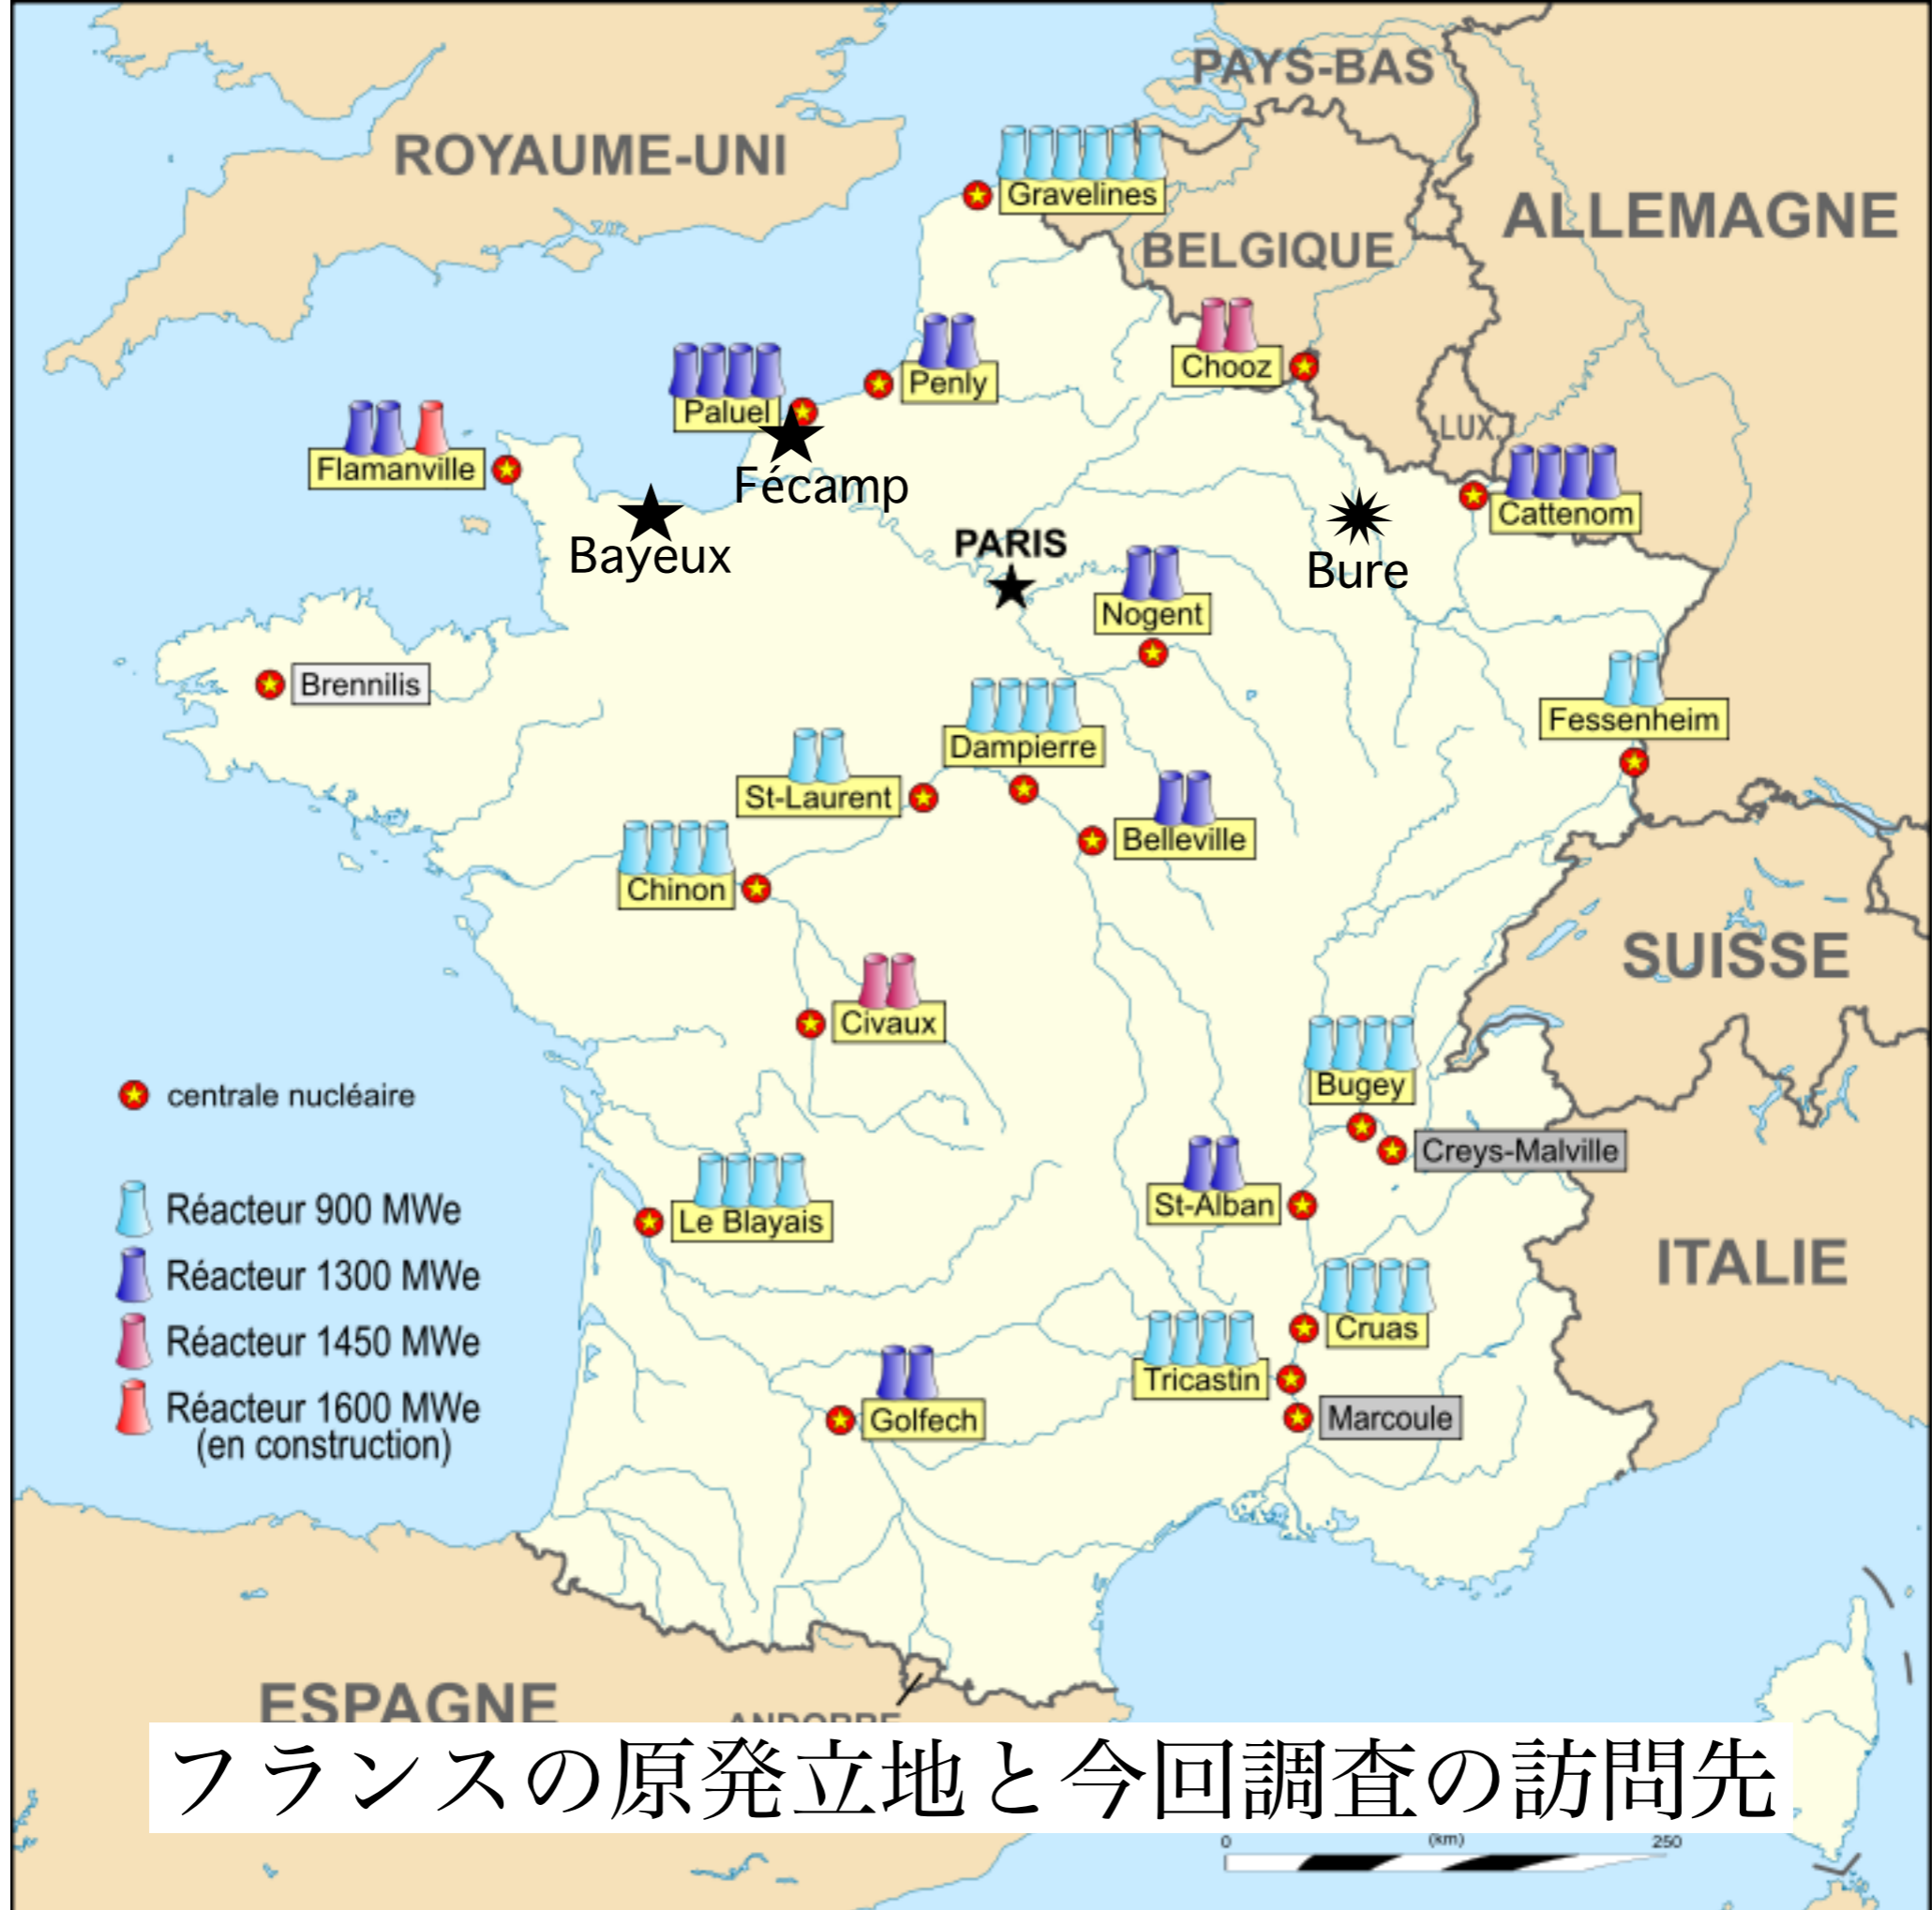 PAYS-BAS
ROYAUME-UNI
Gravelines
ALLEMAGNE
BELGIQUE
Chooz
Penly
Paluel
LUX.
Flamanville
Fécamp
Cattenom
Bayeux
PARIS
Bure
Nogent
Brennilis
Fessenheim
Dampierre
St-Laurent
Belleville
Chinon
SUISSE
Civaux
Bugey
centrale nucléaire
Creys-Malville
St-Alban
Réacteur 900 MWe
Le Blayais
ITALIE
Réacteur 1300 MWe
Cruas
Réacteur 1450 MWe
Tricastin
Réacteur 1600 MWe
(en construction)
Golfech
Marcoule
ESPAGNE
ANDORRE
フランスの原発立地と今回調査の訪問先
0 (km) 250